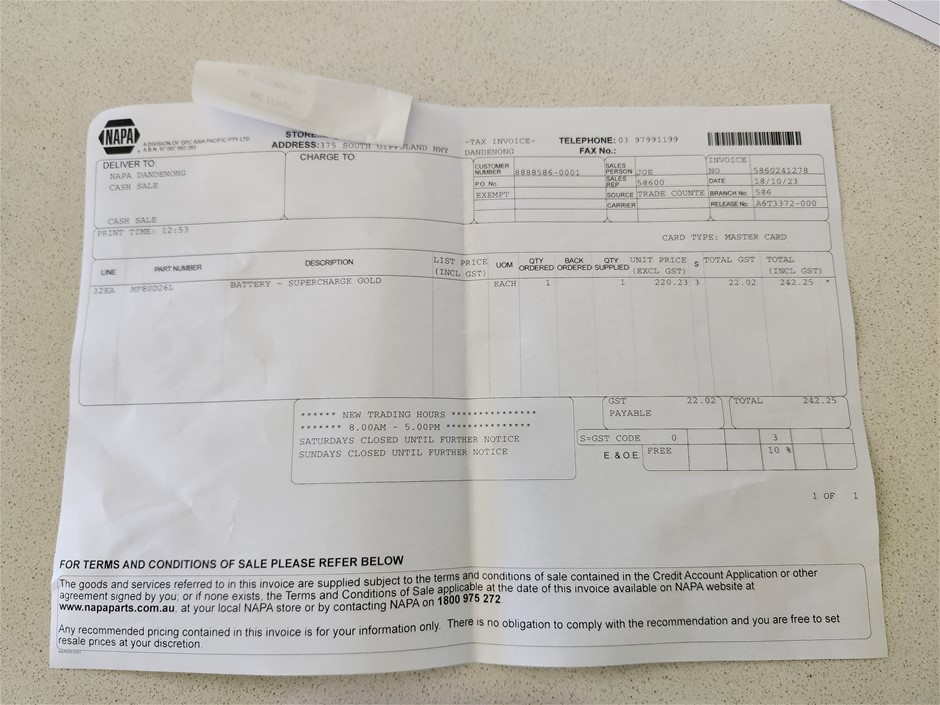 NAPA
A DIVISION OF GPC ASIA PACIFIC PTY LTD
A.B.N. 97 097 993 283
ADDRESS:375 SOUTH GIPPSLAND HWY
-TAX INVOICE-
DANDENONG
TELEPHONE: 03 97991199
FAX No.:
DELIVER TO:
NAPA DANDENONG
CASH SALE
CASH SALE
CHARGE TO:
CUSTOMER NUMBER 8888586-0001
P.O No.
EXEMPT
SALES PERSON JOE
SALES REP 58600
SOURCE TRADE COUNTE
CARRIER
INVOICE NO 5860241278
DATE 18/10/23
BRANCH No. 586
RELEASE No. A6T3372-000
PRINT TIME: 12:53
CARD TYPE: MASTER CARD
LINE PART NUMBER DESCRIPTION LIST PRICE (INCL GST) UOM QTY ORDERED BACK ORDERED QTY SUPPLIED UNIT PRICE (EXCL GST) S TOTAL GST TOTAL (INCL GST)
32EA MF80D26L BATTERY - SUPERCHARGE GOLD EACH 1 1 220.23 3 22.02 242.25 *
****** NEW TRADING HOURS ***************
******* 8.00AM - 5.00PM ***************
SATURDAYS CLOSED UNTIL FURTHER NOTICE
SUNDAYS CLOSED UNTIL FURTHER NOTICE
GST PAYABLE 22.02
TOTAL 242.25
S=GST CODE 0 3
E. & O.E. FREE 10 %
1 OF 1
FOR TERMS AND CONDITIONS OF SALE PLEASE REFER BELOW
The goods and services referred to in this invoice are supplied subject to the terms and conditions of sale contained in the Credit Account Application or other
agreement signed by you; or if none exists, the Terms and Conditions of Sale applicable at the date of this invoice available on NAPA website at
www.napaparts.com.au, at your local NAPA store or by contacting NAPA on 1800 975 272
Any recommended pricing contained in this invoice is for your information only. There is no obligation to comply with the recommendation and you are free to set
resale prices at your discretion.